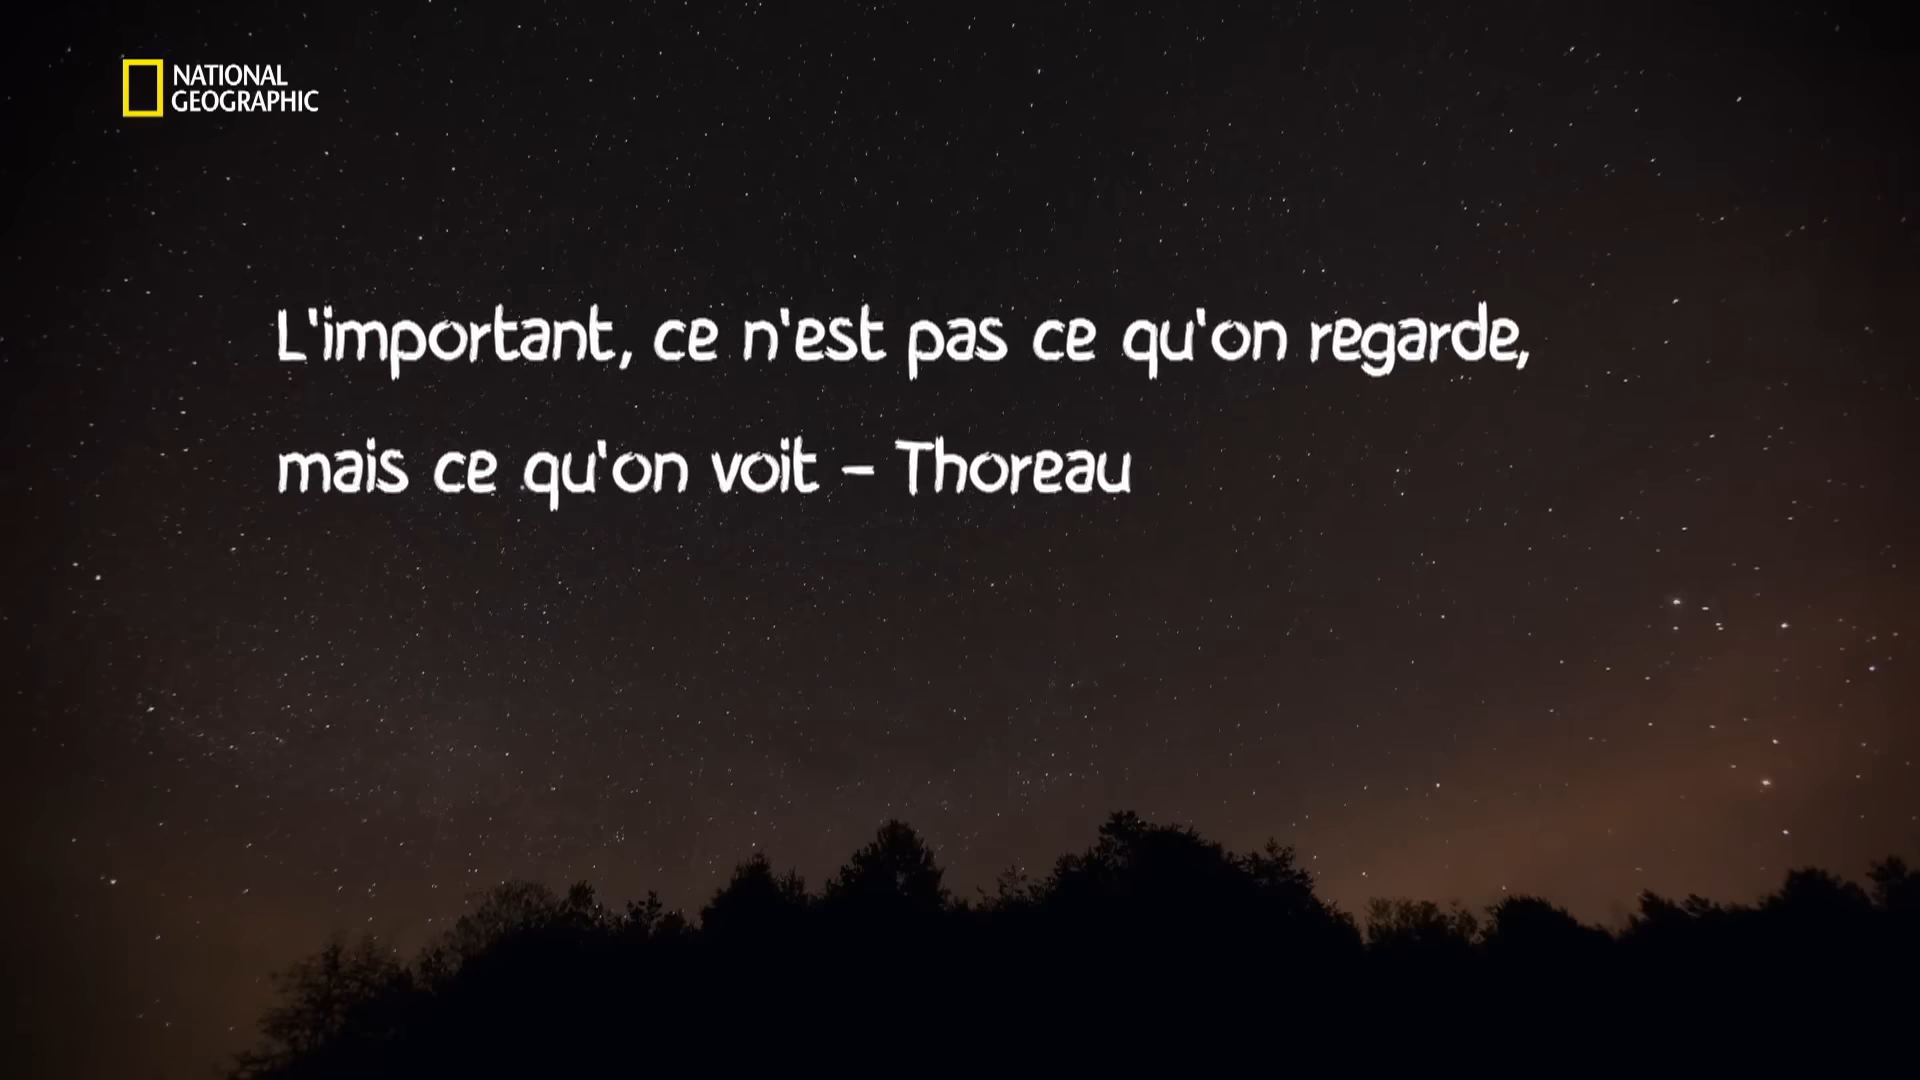 NATIONAL
GEOGRAPHIC
L'important, ce n'est pas ce qu'on regarde,
mais ce qu'on voit – Thoreau